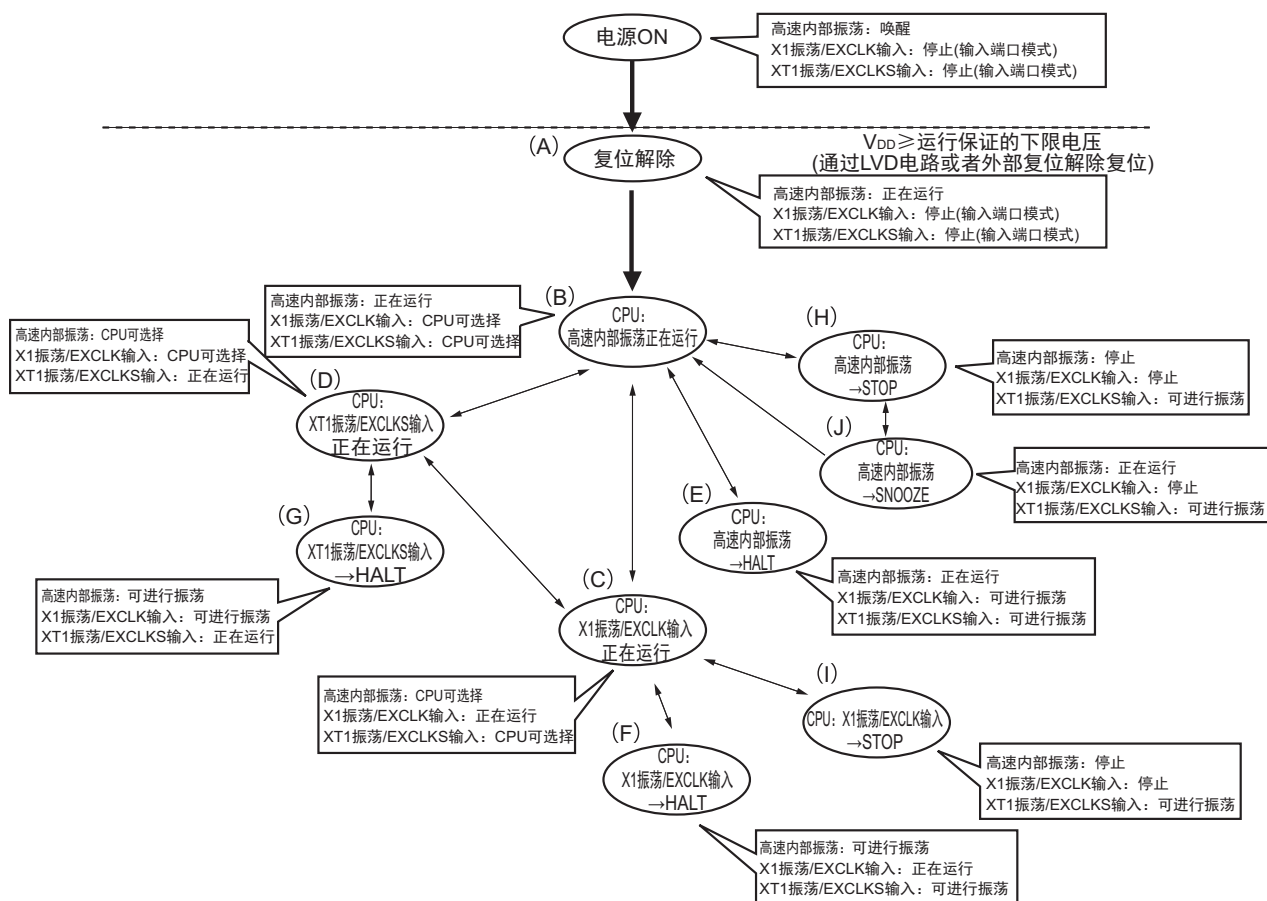 电源ON
高速内部振荡：唤醒
X1振荡/EXCLK输入：停止(输入端口模式)
XT1振荡/EXCLKS输入：停止(输入端口模式)
(A)
复位解除
VDD≥运行保证的下限电压
(通过LVD电路或者外部复位解除复位)
高速内部振荡：正在运行
X1振荡/EXCLK输入：停止(输入端口模式)
XT1振荡/EXCLKS输入：停止(输入端口模式)
(B)
CPU：
高速内部振荡正在运行
高速内部振荡：正在运行
X1振荡/EXCLK输入：CPU可选择
XT1振荡/EXCLKS输入：CPU可选择
高速内部振荡：CPU可选择
X1振荡/EXCLK输入：CPU可选择
XT1振荡/EXCLKS输入：正在运行
(D)
CPU：
XT1振荡/EXCLKS输入
正在运行
(H)
CPU：
高速内部振荡
→STOP
高速内部振荡：停止
X1振荡/EXCLK输入：停止
XT1振荡/EXCLKS输入：可进行振荡
(J)
CPU：
高速内部振荡
→SNOOZE
高速内部振荡：正在运行
X1振荡/EXCLK输入：停止
XT1振荡/EXCLKS输入：可进行振荡
(E)
CPU：
高速内部振荡
→HALT
高速内部振荡：正在运行
X1振荡/EXCLK输入：可进行振荡
XT1振荡/EXCLKS输入：可进行振荡
(G)
CPU：
XT1振荡/EXCLKS输入
→HALT
高速内部振荡：可进行振荡
X1振荡/EXCLK输入：可进行振荡
XT1振荡/EXCLKS输入：正在运行
(C)
CPU：
X1振荡/EXCLK输入
正在运行
高速内部振荡：CPU可选择
X1振荡/EXCLK输入：正在运行
XT1振荡/EXCLKS输入：CPU可选择
(I)
CPU：X1振荡/EXCLK输入
→STOP
高速内部振荡：停止
X1振荡/EXCLK输入：停止
XT1振荡/EXCLKS输入：可进行振荡
(F)
CPU：
X1振荡/EXCLK输入
→HALT
高速内部振荡：可进行振荡
X1振荡/EXCLK输入：正在运行
XT1振荡/EXCLKS输入：可进行振荡